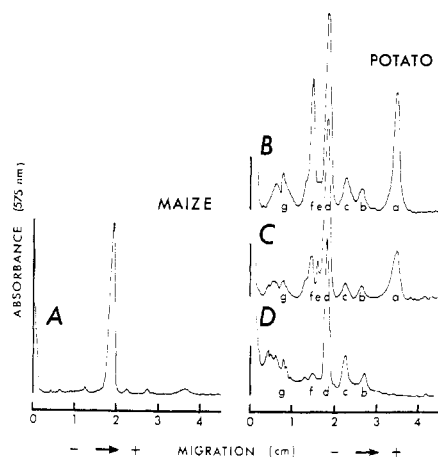 MAIZE
POTATO
ABSORBANCE (575 nm)
A
B
g f e d c b a
C
g f e d c b a
D
g f d c b
0 1 2 3 4
0 1 2 3 4
- → + MIGRATION (cm) - → +